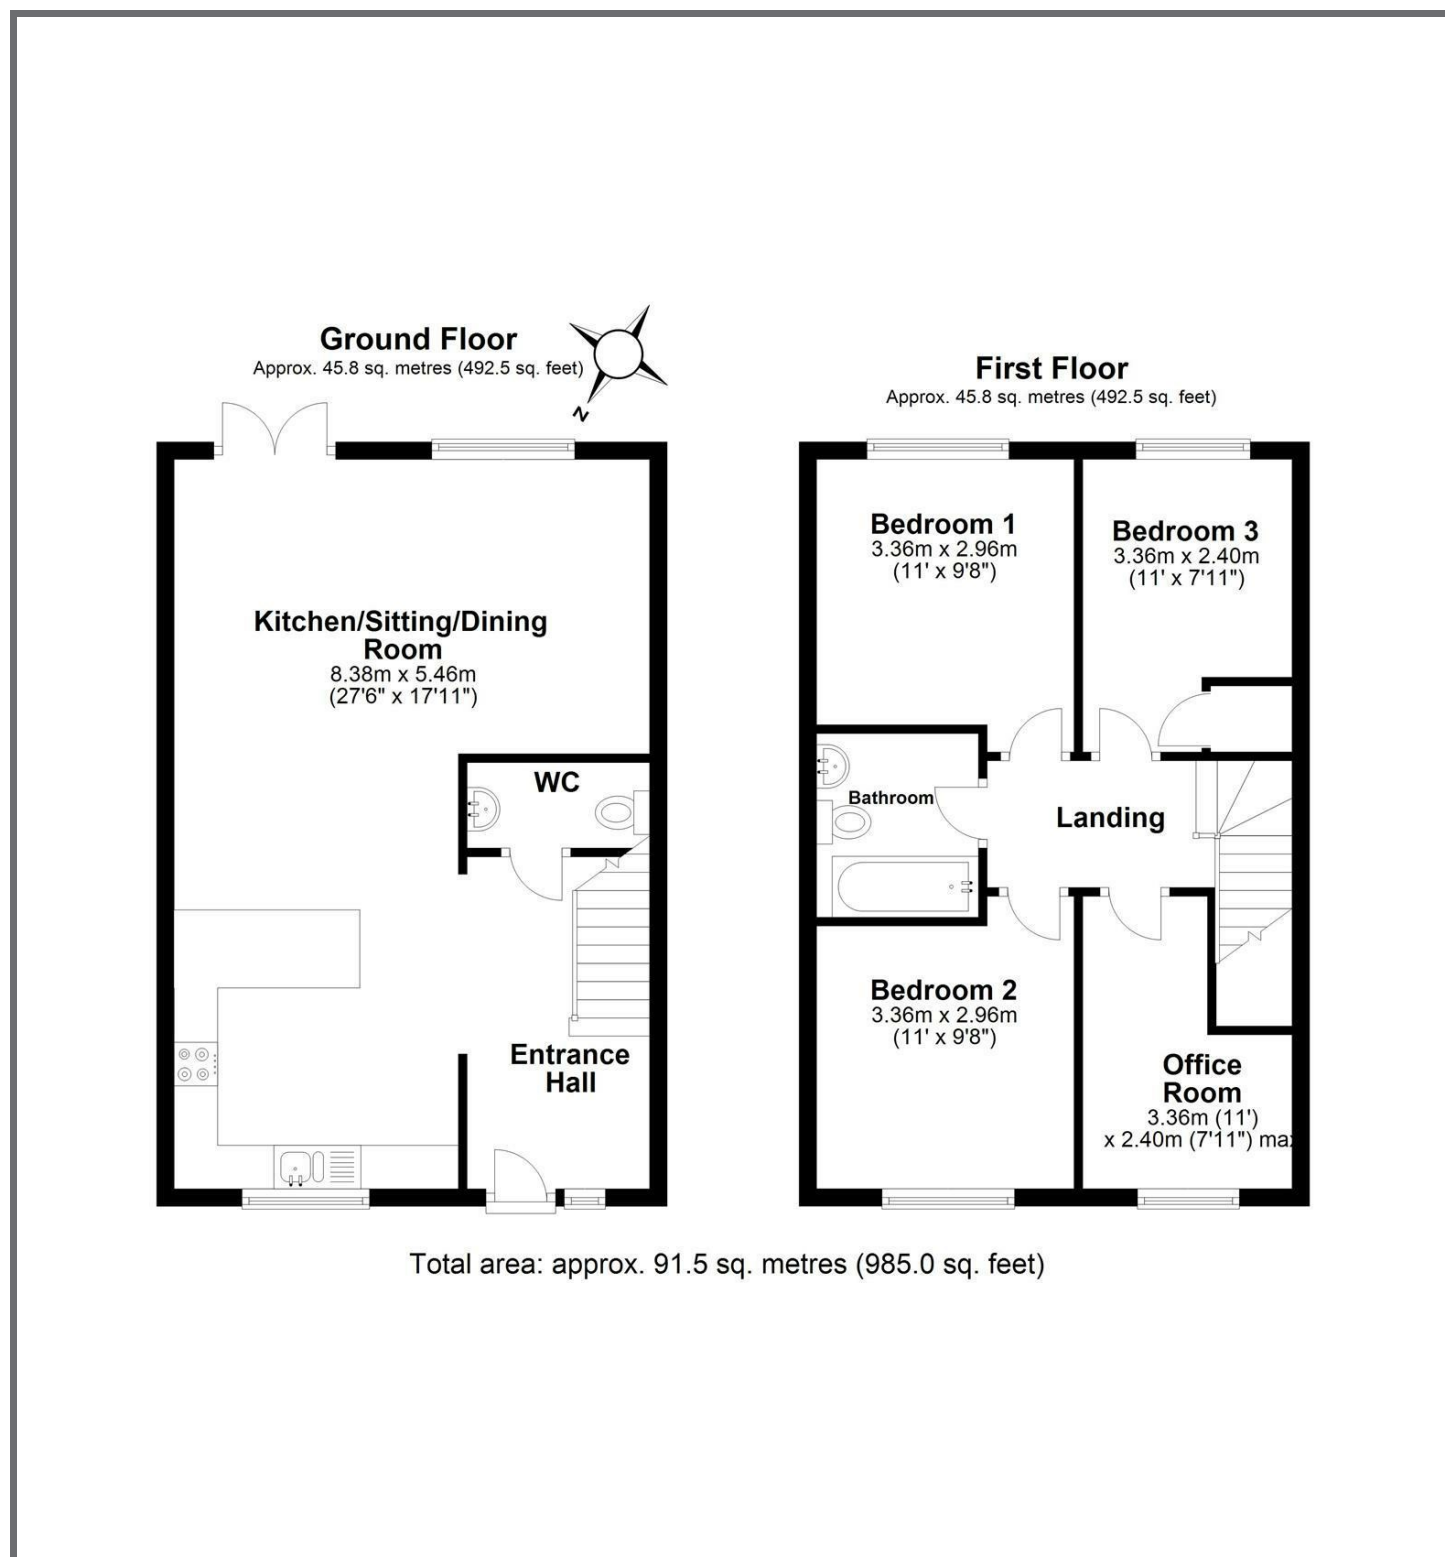 Ground Floor
Approx. 45.8 sq. metres (492.5 sq. feet)
N
Kitchen/Sitting/Dining
Room
8.38m x 5.46m
(27'6" x 17'11")
WC
Entrance
Hall
First Floor
Approx. 45.8 sq. metres (492.5 sq. feet)
Bedroom 1
3.36m x 2.96m
(11' x 9'8")
Bedroom 3
3.36m x 2.40m
(11' x 7'11")
Bathroom
Landing
Bedroom 2
3.36m x 2.96m
(11' x 9'8")
Office
Room
3.36m (11')
x 2.40m (7'11") max
Total area: approx. 91.5 sq. metres (985.0 sq. feet)